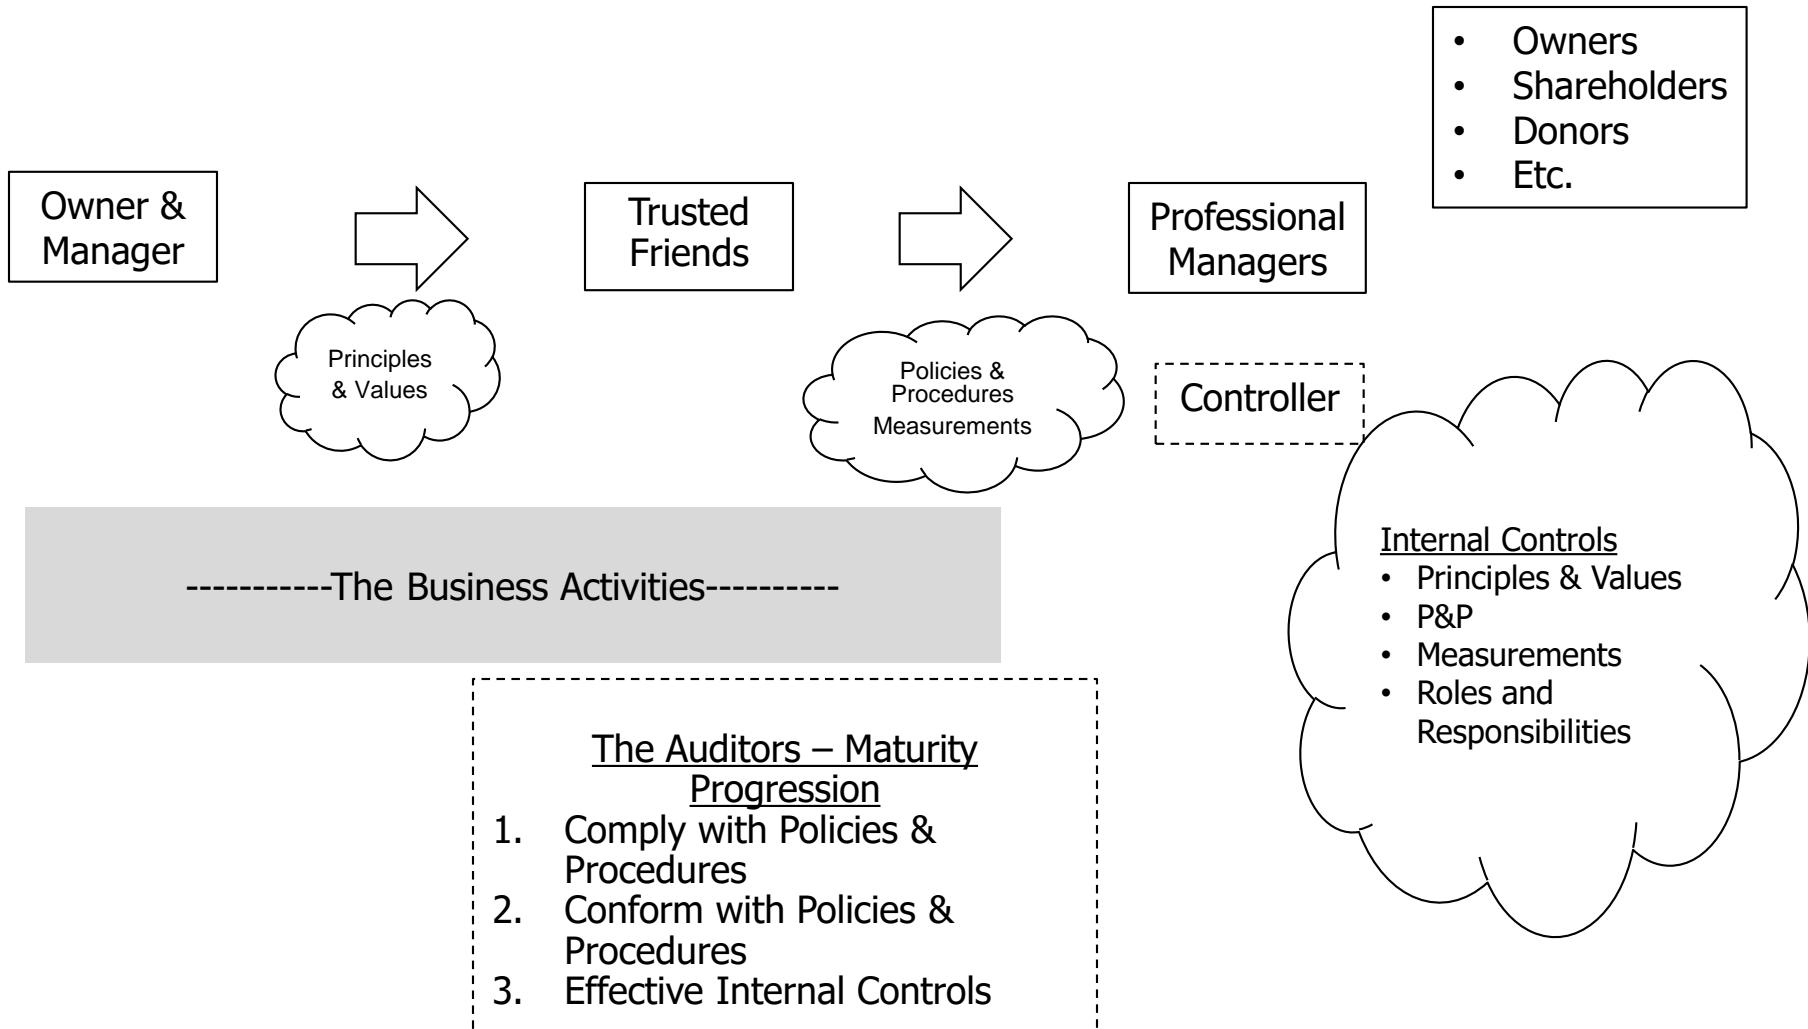 • Owners
• Shareholders
• Donors
• Etc.
Owner &
Manager
Trusted
Friends
Professional
Managers
Principles
& Values
Policies &
Procedures
Measurements
Controller
-----------The Business Activities----------
Internal Controls
• Principles & Values
• P&P
• Measurements
• Roles and
Responsibilities
The Auditors – Maturity
Progression
1. Comply with Policies &
Procedures
2. Conform with Policies &
Procedures
3. Effective Internal Controls